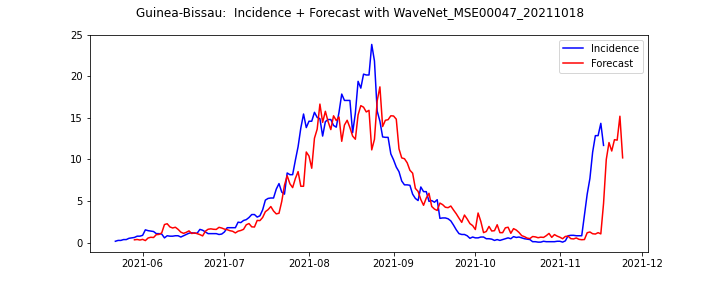 Guinea-Bissau:  Incidence + Forecast with WaveNet_MSE00047_20211018
Incidence
Forecast
25
20
15
10
5
0
2021-06 2021-07 2021-08 2021-09 2021-10 2021-11 2021-12